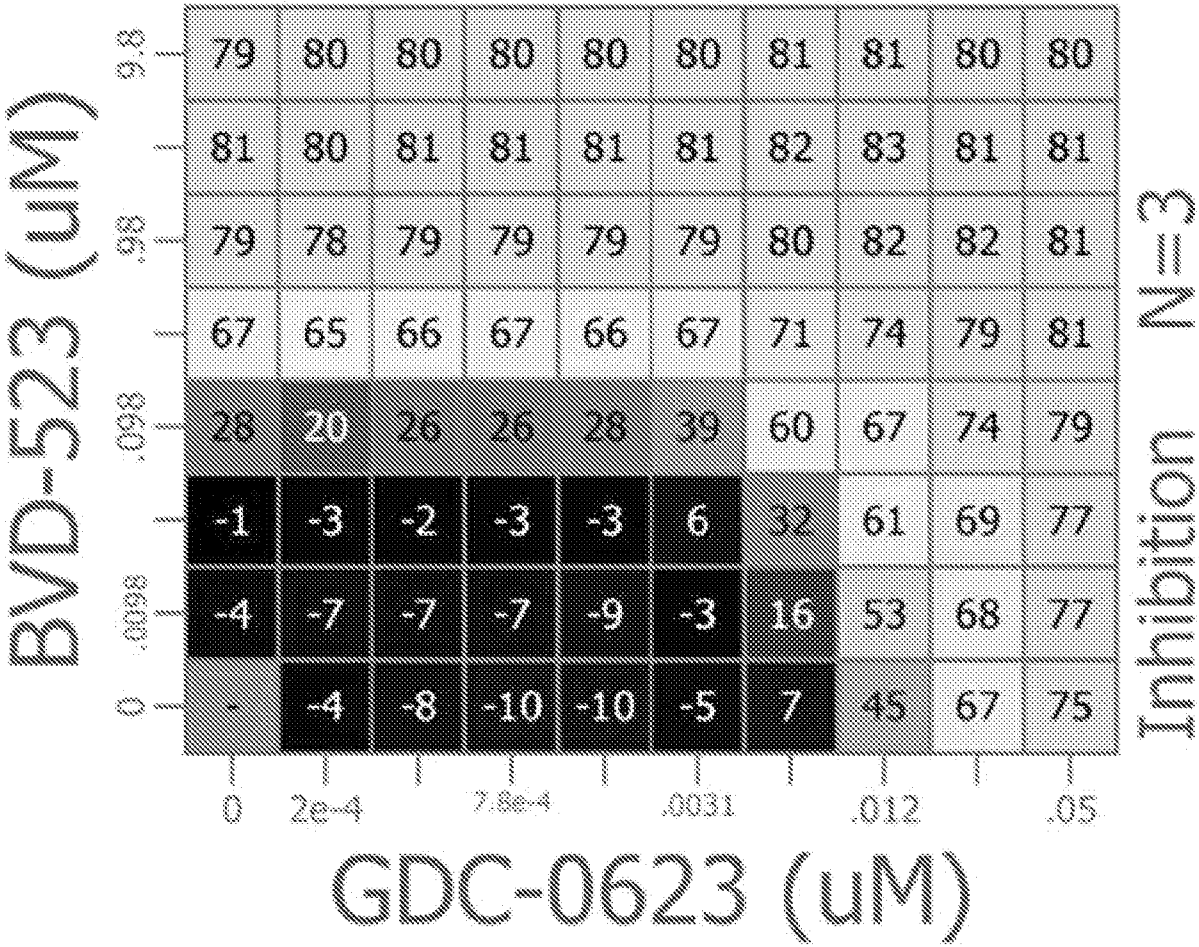 BVD-523 (uM)
9.8 79 80 80 80 80 80 81 81 80 80
81 80 81 81 81 81 82 83 81 81
.98 79 78 79 79 79 79 80 82 82 81
67 65 66 67 66 67 71 74 79 81
.098 28 20 26 26 28 39 60 67 74 79
-1 -3 -2 -3 -3 6 32 61 69 77
.0098 -4 -7 -7 -7 -9 -3 16 53 68 77
0 - -4 -8 -10 -10 -5 7 45 67 75
0 2e-4 7.8e-4 .0031 .012 .05
GDC-0623 (uM)
Inhibition N=3